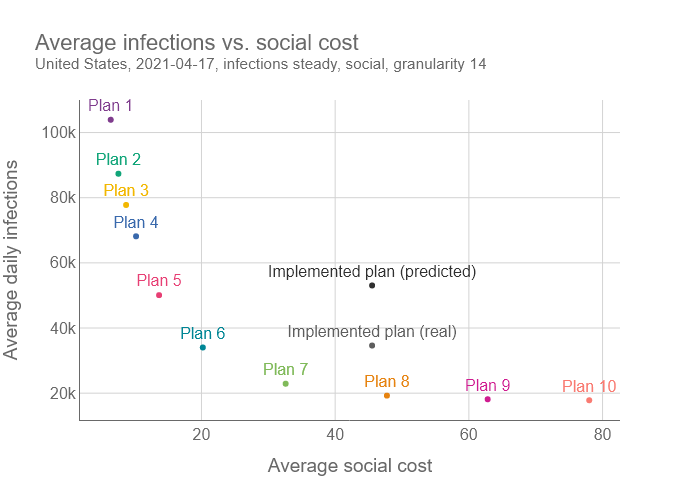 Average infections vs. social cost
United States, 2021-04-17, infections steady, social, granularity 14
Plan 1
100k
Plan 2
Plan 3
80k
Plan 4
60k
Implemented plan (predicted)
Plan 5
40k
Plan 6
Implemented plan (real)
Plan 7
20k
Plan 8
Plan 9
Plan 10
20
40
60
80
Average social cost
Average daily infections